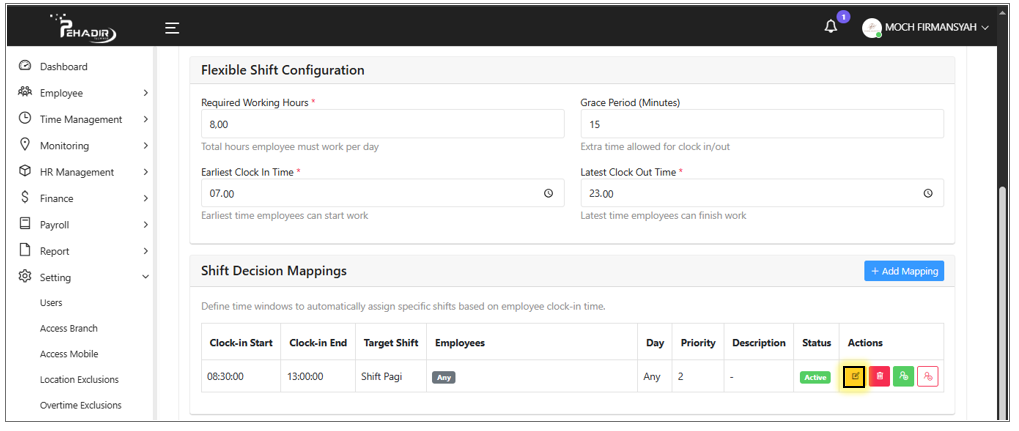 PEHADIR
1
MOCH FIRMANSYAH
Dashboard
Employee
Time Management
Monitoring
HR Management
Finance
Payroll
Report
Setting
Users
Access Branch
Access Mobile
Location Exclusions
Overtime Exclusions
Flexible Shift Configuration
Required Working Hours * Grace Period (Minutes)
8,00 15
Total hours employee must work per day Extra time allowed for clock in/out
Earliest Clock In Time * Latest Clock Out Time *
07.00 23.00
Earliest time employees can start work Latest time employees can finish work
Shift Decision Mappings + Add Mapping
Define time windows to automatically assign specific shifts based on employee clock-in time.
Clock-in Start Clock-in End Target Shift Employees Day Priority Description Status Actions
08:30:00 13:00:00 Shift Pagi Any Any 2 - Active